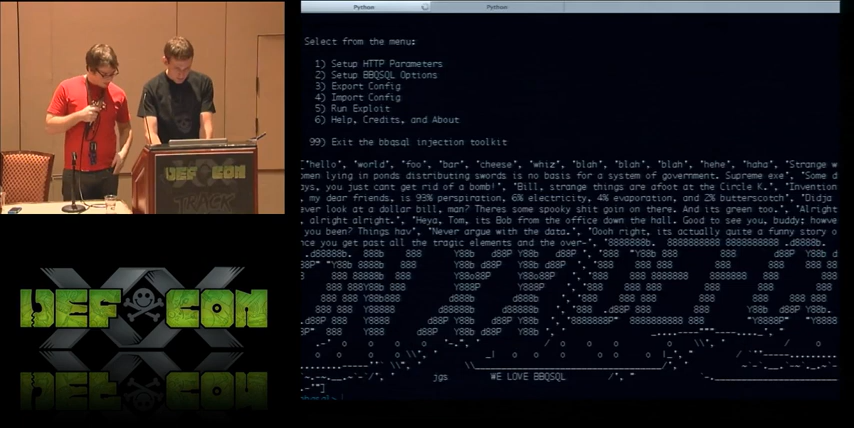 Python
Python
Select from the menu:
1) Setup HTTP Parameters
2) Setup BBQSQL Options
3) Export Config
4) Import Config
5) Run Exploit
6) Help, Credits, and About
99) Exit the bbqsql injection toolkit
["hello", "world", "foo", "bar", "cheese", "whiz", "blah", "blah", "blah", "hehe", "haha", "Strange w
omen lying in ponds distributing swords is no basis for a system of government. Supreme exe", "Some d
ays, you just cant get rid of a bomb!", "Bill, strange things are afoot at the Circle K.", "Invention
, my dear friends, is 93% perspiration, 6% electricity, 4% evaporation, and 2% butterscotch", "Didja
ever look at a dollar bill, man? Theres some spooky shit goin on there. And its green too.", "Alright
, alright alright.", "Heya, Tom, its Bob from the office down the hall. Good to see you, buddy; howve
you been? Things hav", "Never argue with the data.", "Oooh right, its actually quite a funny story o
nce you get past all the tragic elements and the over-",
jgs WE LOVE BBQSQL
bbqsql>
DEF CON
XX
TRACK
DEF CON